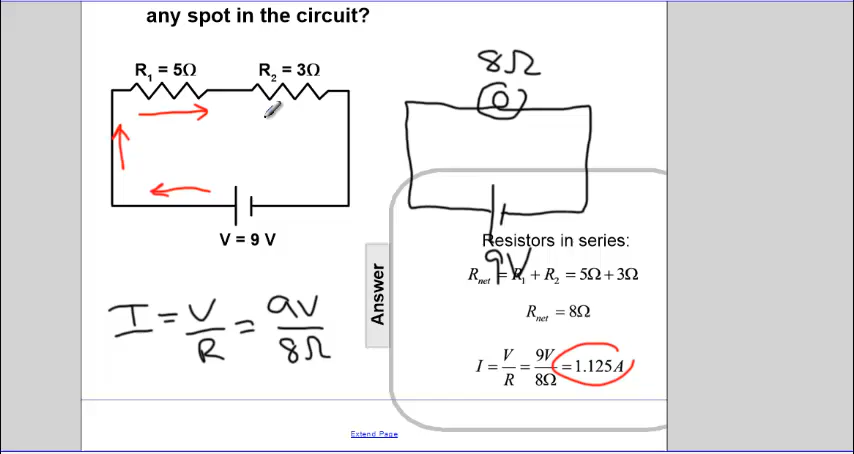 any spot in the circuit?
R1 = 5Ω
R2 = 3Ω
V = 9 V
I = V/R = 9V/8Ω
8Ω
9V
Answer
Resistors in series:
Rnet = R1 + R2 = 5Ω + 3Ω
Rnet = 8Ω
I = V/R = 9V/8Ω = 1.125A
Extend Page